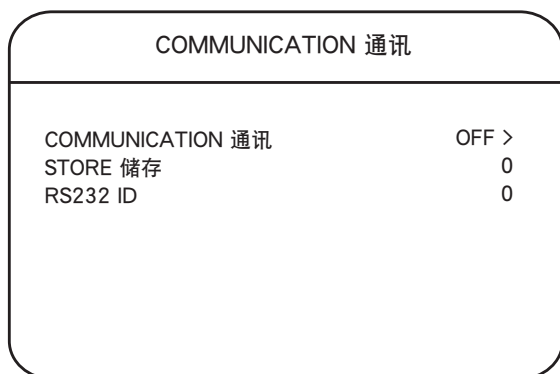 COMMUNICATION 通讯
COMMUNICATION 通讯 OFF >
STORE 储存 0
RS232 ID 0